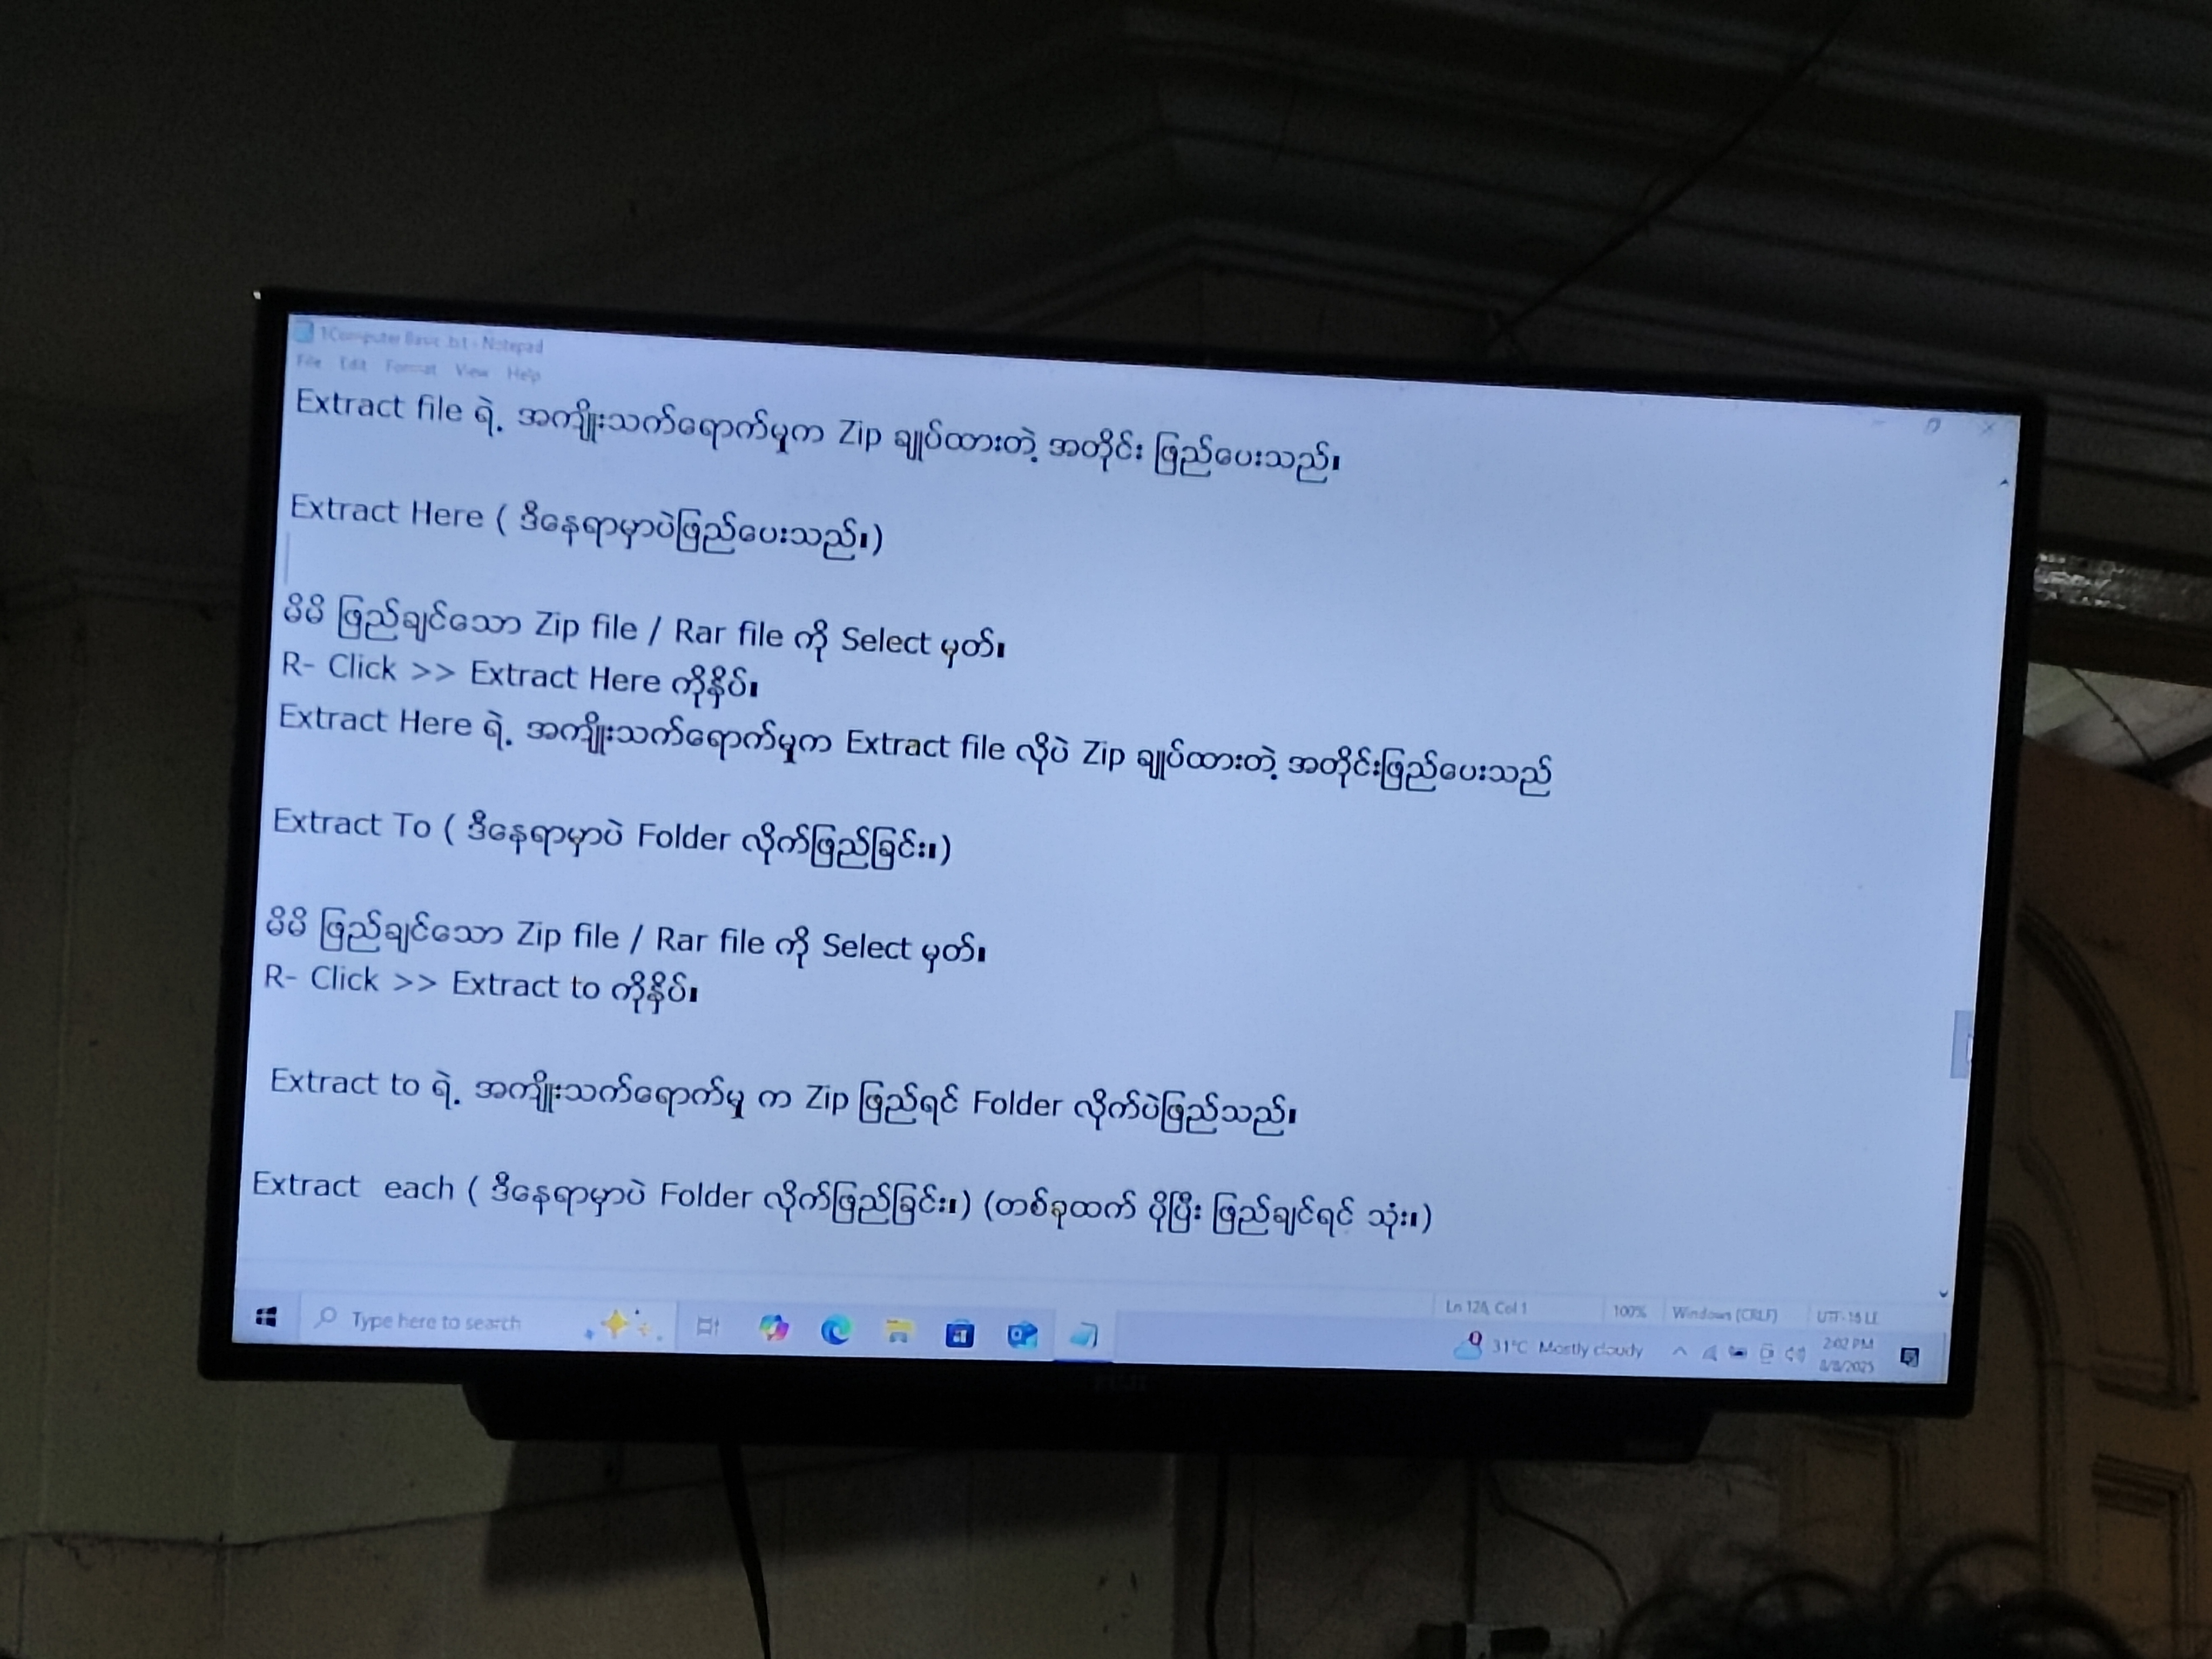 1Computer Basic .txt - Notepad
File Edit Format View Help
Extract file ရဲ့ အကျိုးသက်ရောက်မှုက Zip ချုပ်ထားတဲ့ အတိုင်း ဖြည်ပေးသည်။
Extract Here ( ဒီနေရာမှာပဲဖြည်ပေးသည်။)
မိမိ ဖြည်ချင်သော Zip file / Rar file ကို Select မှတ်။
R- Click >> Extract Here ကိုနှိပ်။
Extract Here ရဲ့ အကျိုးသက်ရောက်မှုက Extract file လိုပဲ Zip ချုပ်ထားတဲ့ အတိုင်းဖြည်ပေးသည်
Extract To ( ဒီနေရာမှာပဲ Folder လိုက်ဖြည်ခြင်း။)
မိမိ ဖြည်ချင်သော Zip file / Rar file ကို Select မှတ်။
R- Click >> Extract to ကိုနှိပ်။
Extract to ရဲ့ အကျိုးသက်ရောက်မှု က Zip ဖြည်ရင် Folder လိုက်ပဲဖြည်သည်။
Extract  each ( ဒီနေရာမှာပဲ Folder လိုက်ဖြည်ခြင်း။) (တစ်ခုထက် ပိုပြီး ဖြည်ချင်ရင် သုံး။)
Ln 128, Col 1 100% Windows (CRLF) UTF-16 LE
Type here to search 31°C Mostly cloudy 2:02 PM
8/8/2025
FUJI